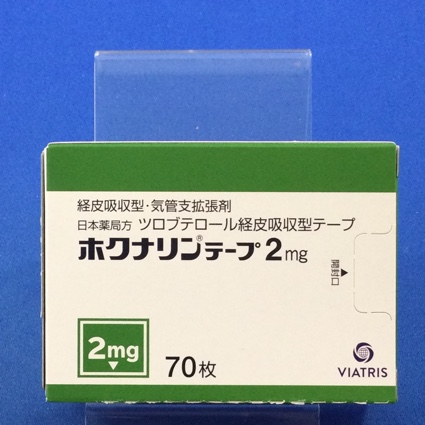 経皮吸収型・気管支拡張剤
日本薬局方 ツロブテロール経皮吸収型テープ
ホクナリン®テープ2mg
開封口
2mg
70枚
VIATRIS